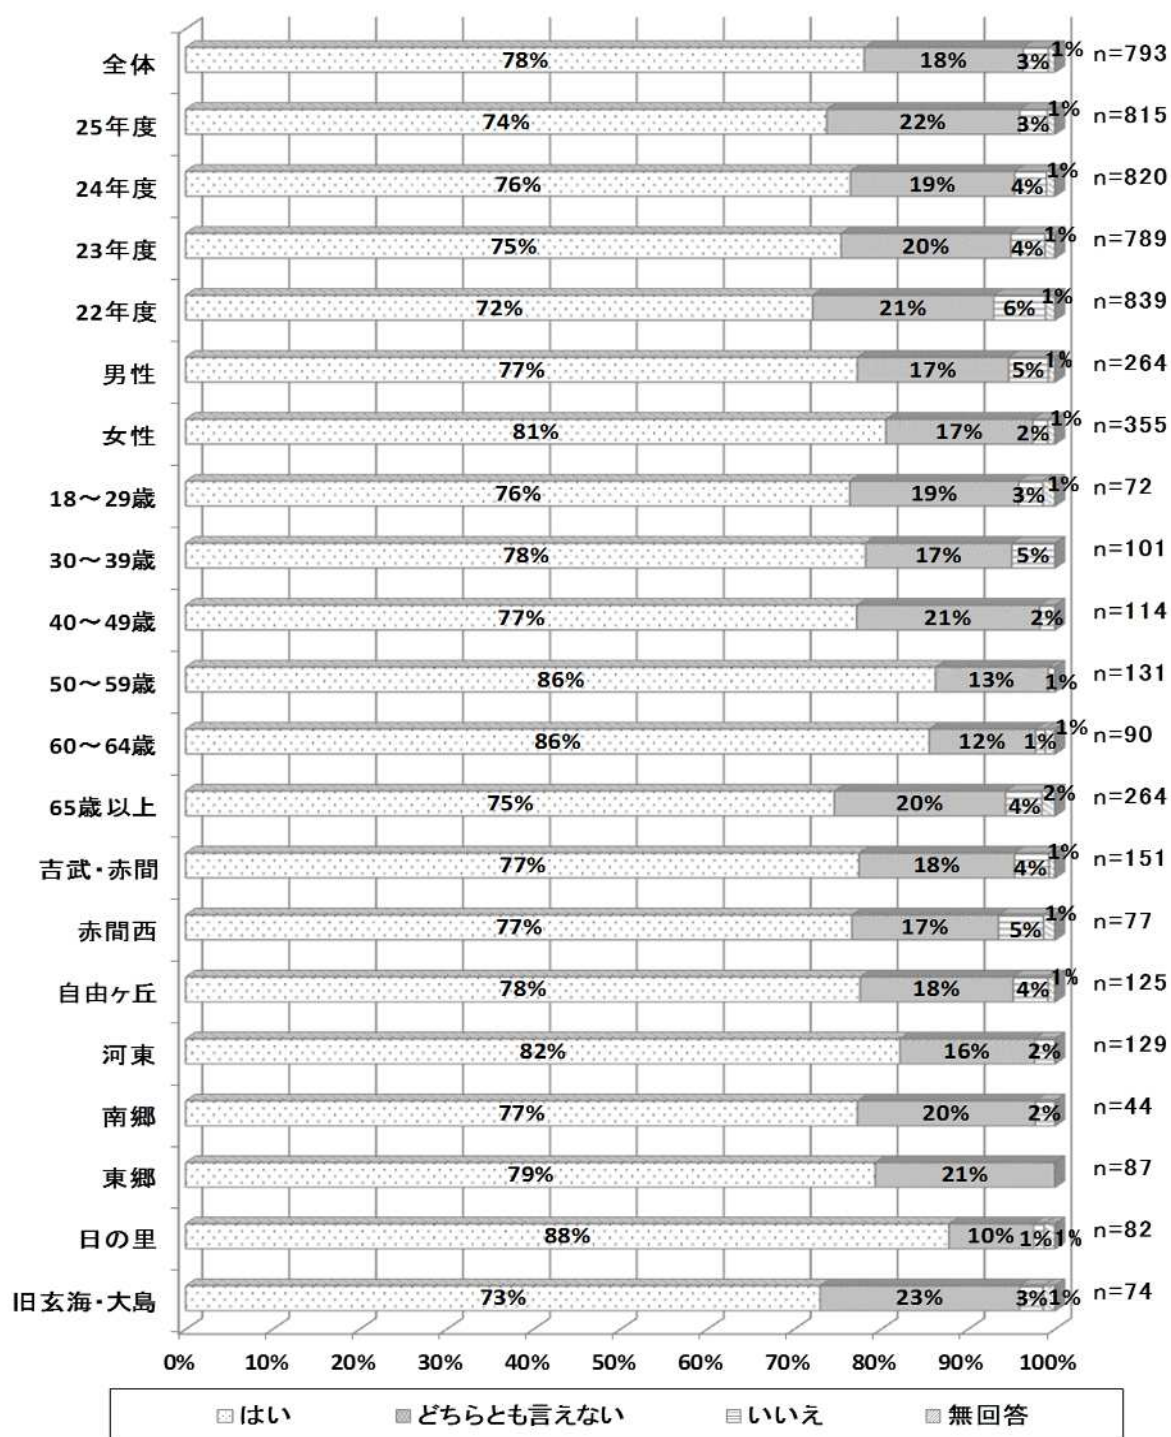 全体 78% 18% 3% 1% n=793
25年度 74% 22% 3% 1% n=815
24年度 76% 19% 4% 1% n=820
23年度 75% 20% 4% 1% n=789
22年度 72% 21% 6% 1% n=839
男性 77% 17% 5% 1% n=264
女性 81% 17% 2% 1% n=355
18～29歳 76% 19% 3% 1% n=72
30～39歳 78% 17% 5% n=101
40～49歳 77% 21% 2% n=114
50～59歳 86% 13% 1% n=131
60～64歳 86% 12% 1% 1% n=90
65歳以上 75% 20% 4% 2% n=264
吉武・赤間 77% 18% 4% 1% n=151
赤間西 77% 17% 5% 1% n=77
自由ヶ丘 78% 18% 4% 1% n=125
河東 82% 16% 2% n=129
南郷 77% 20% 2% n=44
東郷 79% 21% n=87
日の里 88% 10% 1% 1% n=82
旧玄海・大島 73% 23% 3% 1% n=74
0% 10% 20% 30% 40% 50% 60% 70% 80% 90% 100%
はい どちらとも言えない いいえ 無回答